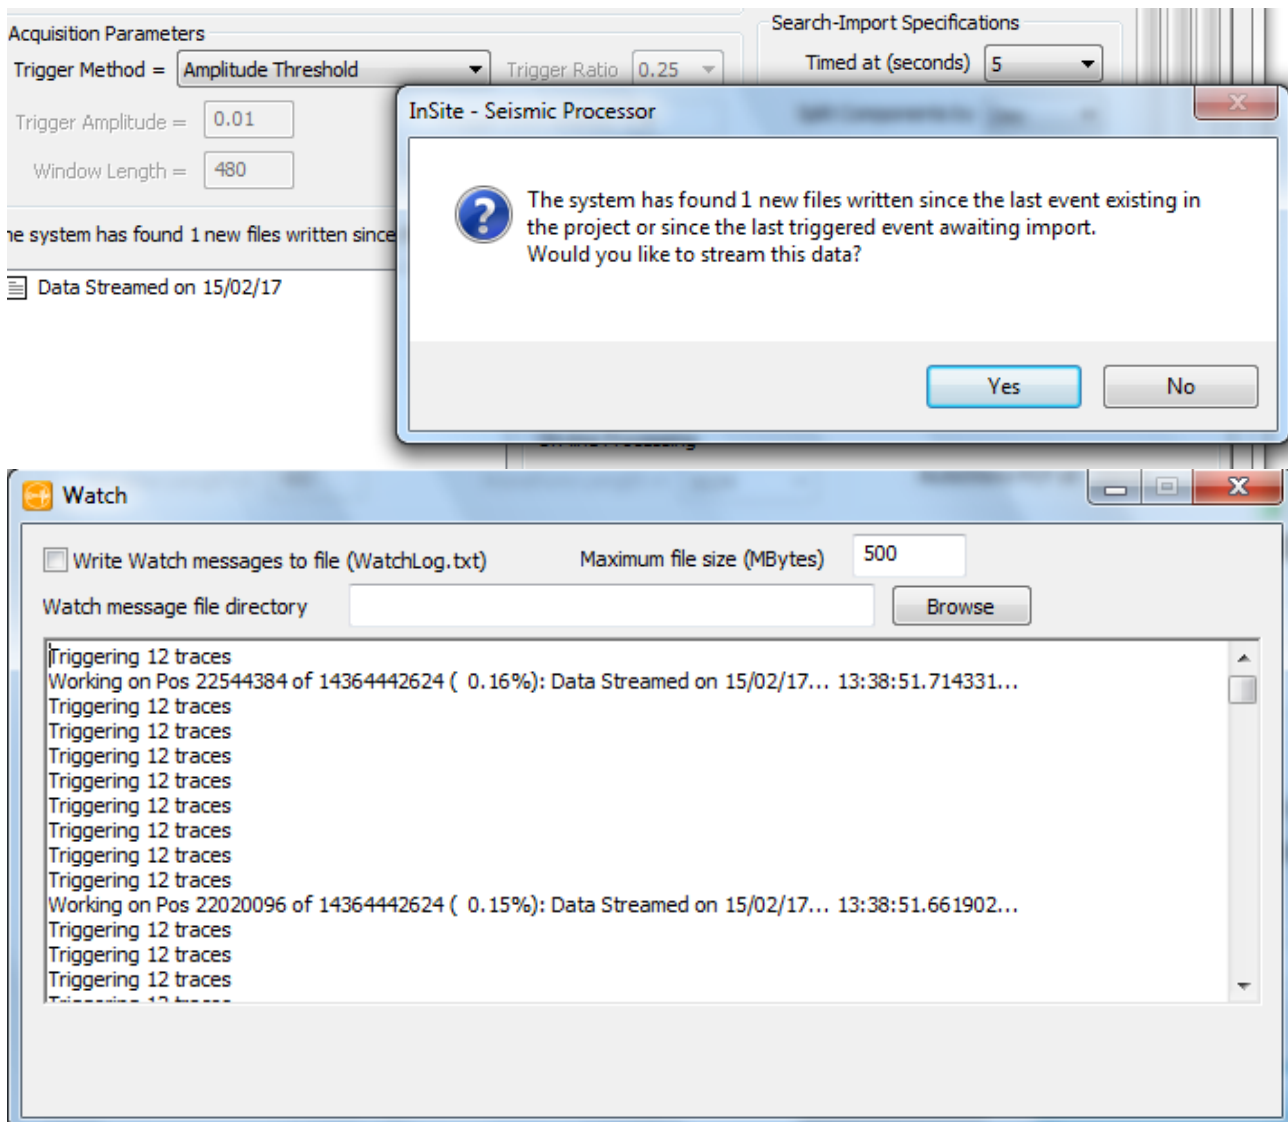 Acquisition Parameters
Search-Import Specifications
Trigger Method = Amplitude Threshold Trigger Ratio 0.25
Timed at (seconds) 5
InSite - Seismic Processor
Trigger Amplitude = 0.01
Window Length = 480
The system has found 1 new files written since the last event existing in
the project or since the last triggered event awaiting import.
Would you like to stream this data?
system has found 1 new files written since
Data Streamed on 15/02/17
Yes No
Watch
Write Watch messages to file (WatchLog.txt) Maximum file size (MBytes) 500
Watch message file directory Browse
Triggering 12 traces
Working on Pos 22544384 of 14364442624 ( 0.16%): Data Streamed on 15/02/17... 13:38:51.714331...
Triggering 12 traces
Triggering 12 traces
Triggering 12 traces
Triggering 12 traces
Triggering 12 traces
Triggering 12 traces
Triggering 12 traces
Triggering 12 traces
Working on Pos 22020096 of 14364442624 ( 0.15%): Data Streamed on 15/02/17... 13:38:51.661902...
Triggering 12 traces
Triggering 12 traces
Triggering 12 traces
Triggering 12 traces